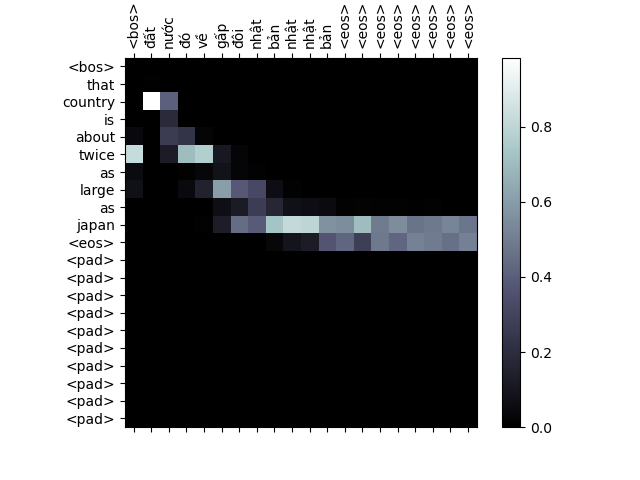 <bos> đất nước đó về gấp đôi nhật bản nhật nhật bản <eos> <eos> <eos> <eos> <eos> <eos> <eos> <eos>
<bos>
that
country
is
about
twice
as
large
as
japan
<eos>
<pad>
<pad>
<pad>
<pad>
<pad>
<pad>
<pad>
<pad>
<pad>
<pad>
0.8
0.6
0.4
0.2
0.0